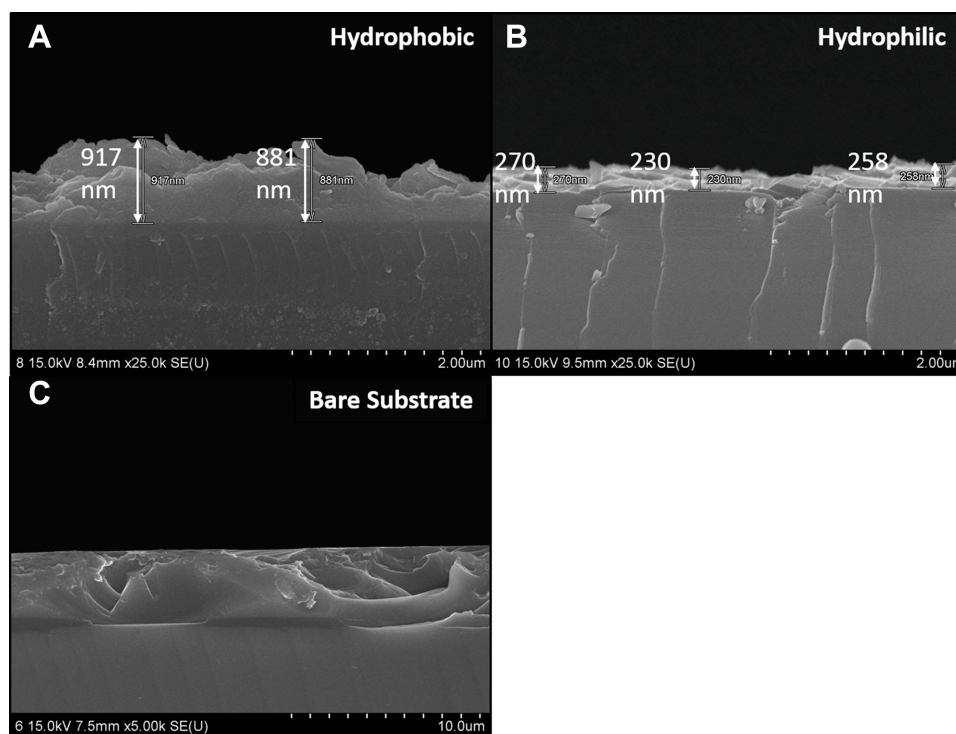 A
Hydrophobic
917
nm
917nm
881
nm
881nm
8 15.0kV 8.4mm x25.0k SE(U)
2.00um
B
Hydrophilic
270
nm
270nm
230
nm
230nm
258
nm
258nm
10 15.0kV 9.5mm x25.0k SE(U)
2.00u
C
Bare Substrate
6 15.0kV 7.5mm x5.00k SE(U)
10.0um